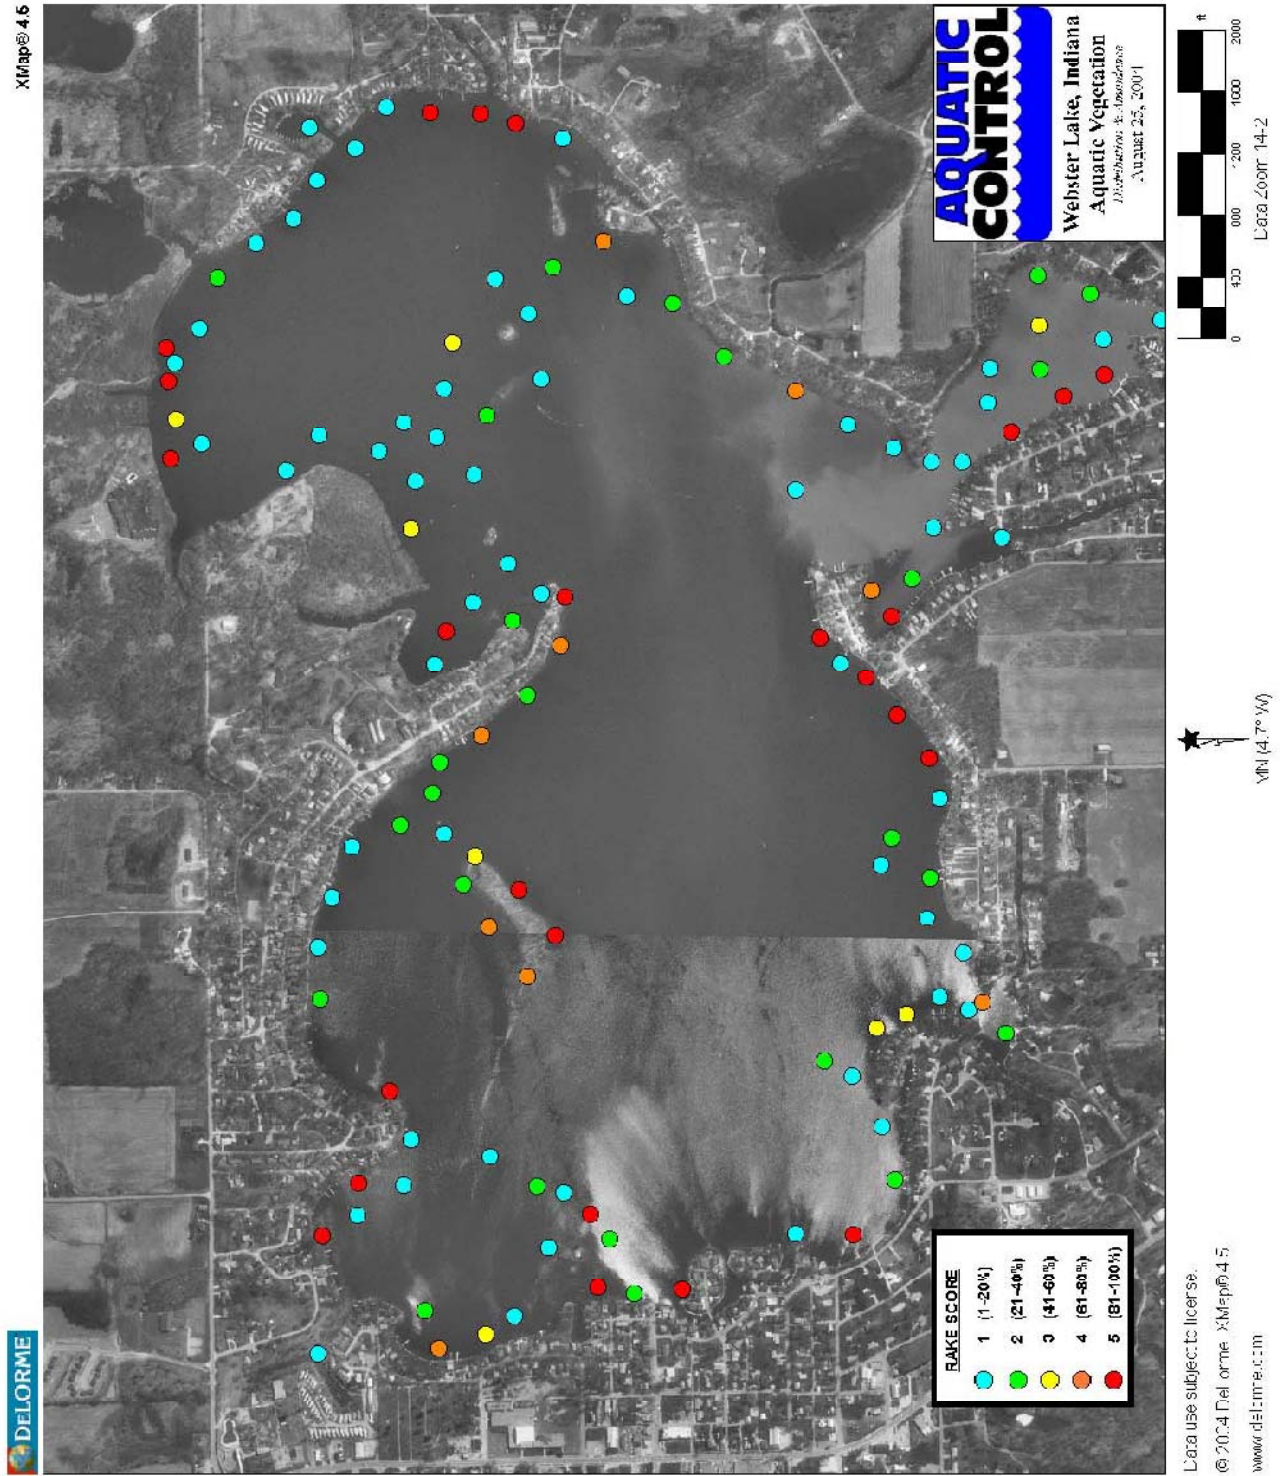 XMap® 4.5
DELORME
AQUATIC
CONTROL
Webster Lake, Indiana
Aquatic Vegetation
Distribution & Abundance
August 25, 2004
RAKE SCORE
1 (1-20%)
2 (21-40%)
3 (41-60%)
4 (61-80%)
5 (81-100%)
Data use subject to license.
© 2004 DeLorme. XMap® 4.5
www.delorme.com
MN (4.7° W)
ft
0
400
2000
Data Zoom 14-2